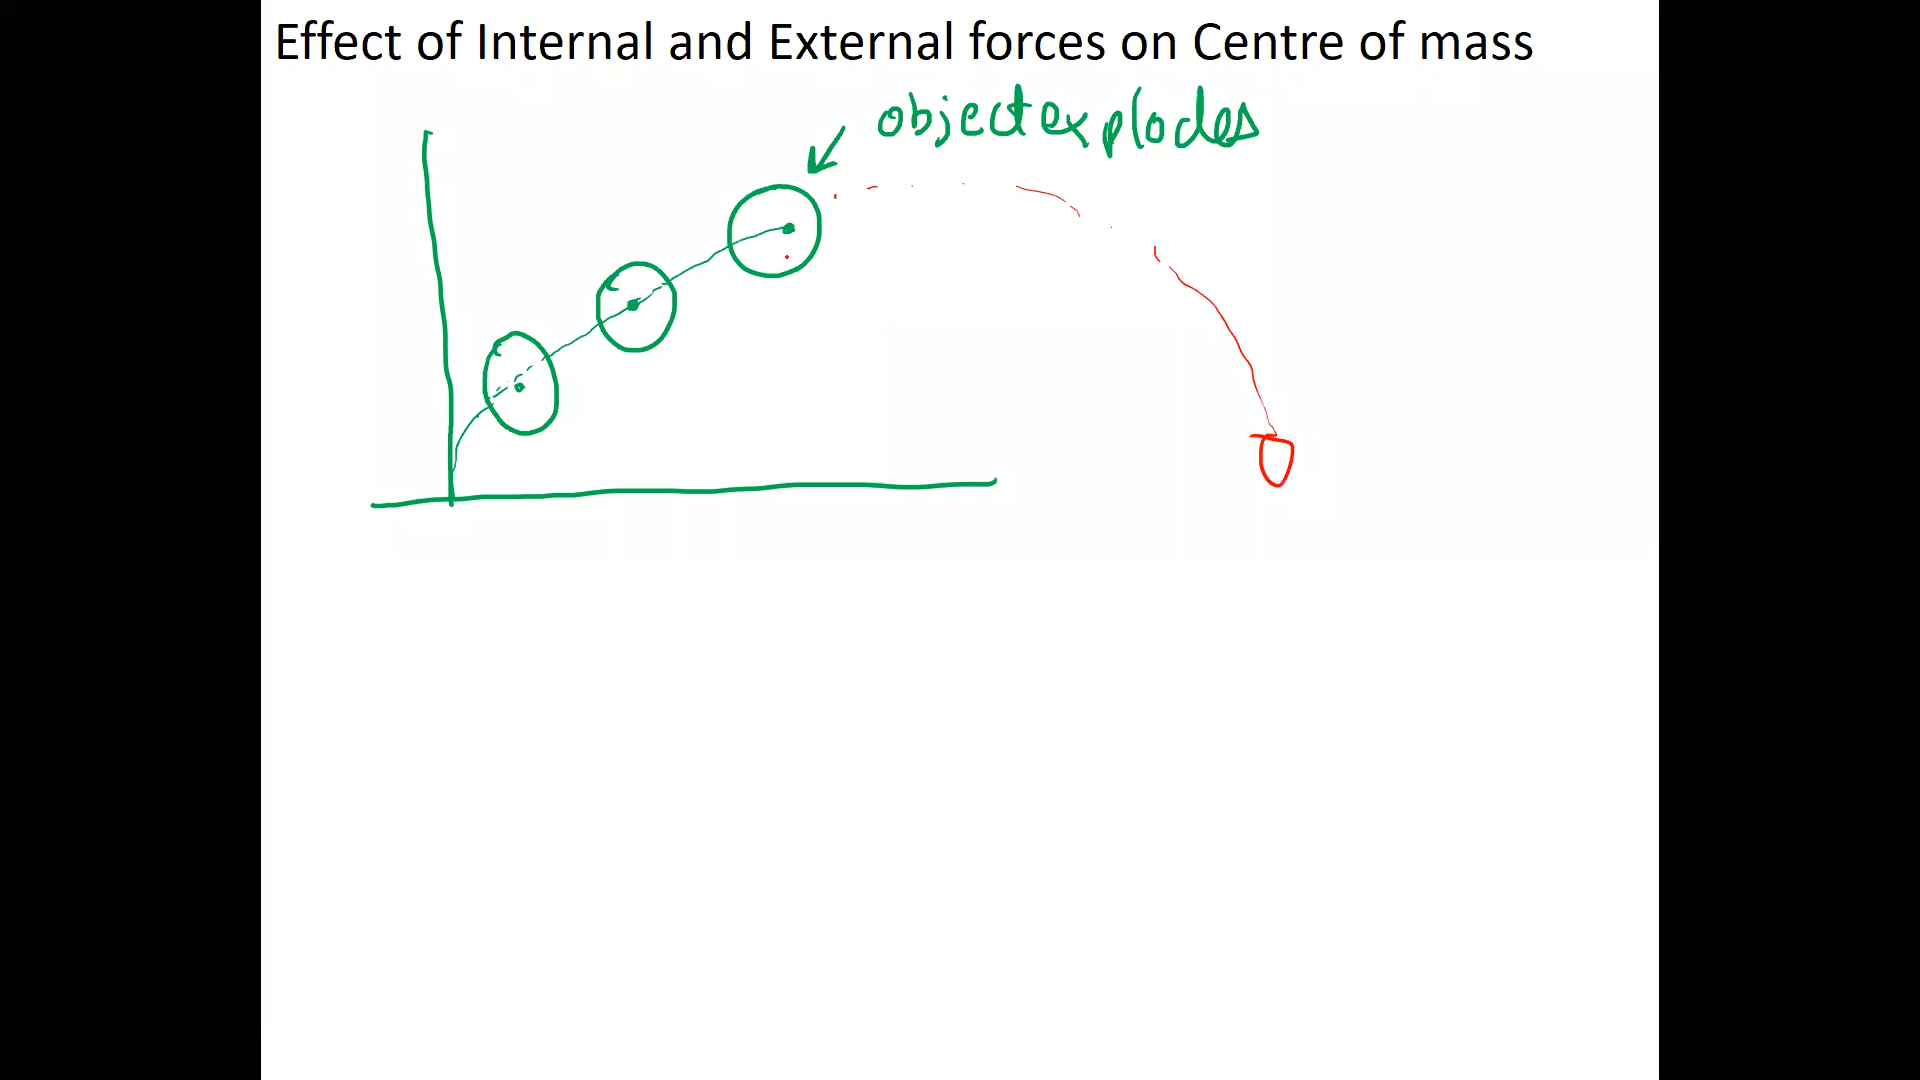 Effect of Internal and External forces on Centre of mass
object explodes